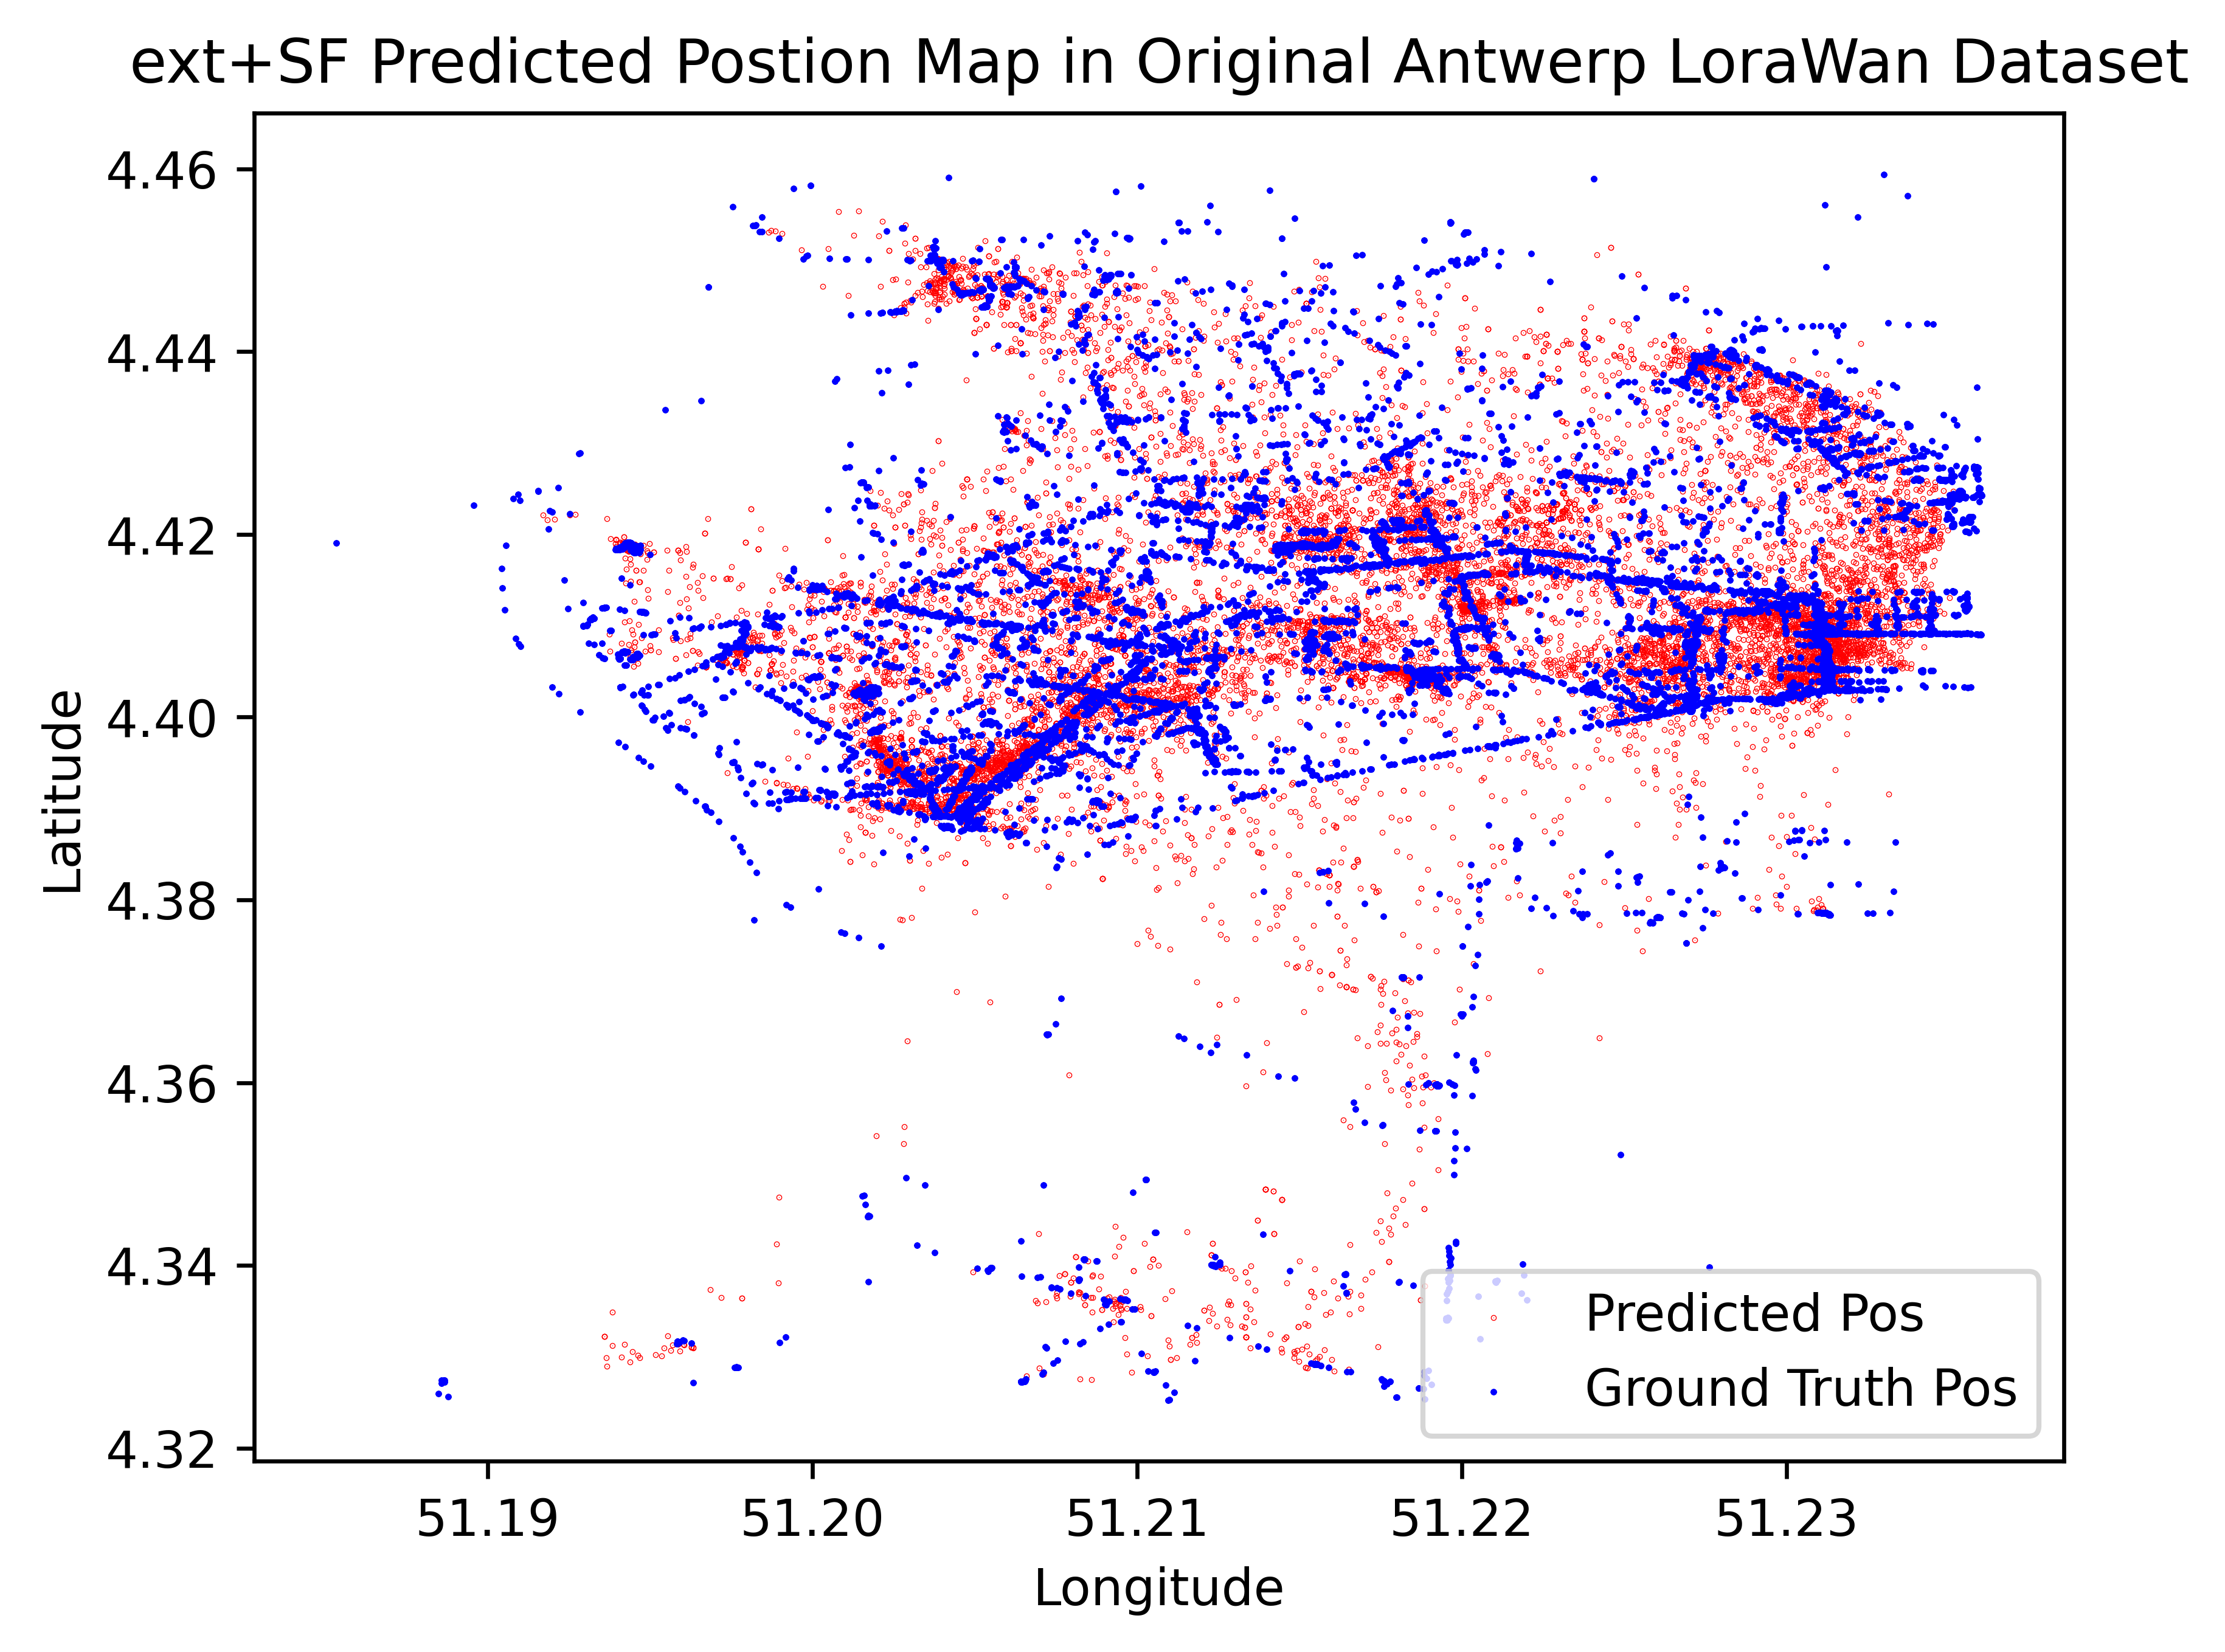 ext+SF Predicted Postion Map in Original Antwerp LoraWan Dataset
4.46
4.44
4.42
4.40
4.38
4.36
4.34
4.32
Latitude
Predicted Pos
Ground Truth Pos
51.19 51.20 51.21 51.22 51.23
Longitude